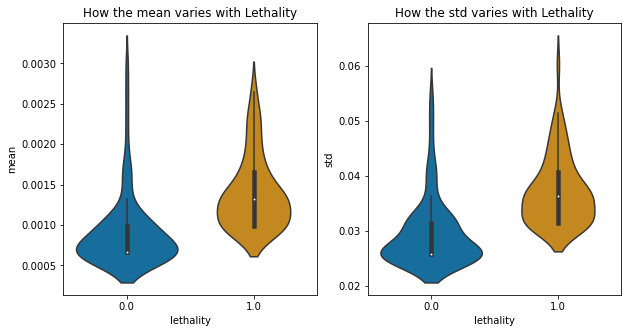 How the mean varies with Lethality
0.0030
0.0025
0.0020
0.0015
0.0010
0.0005
mean
0.0
1.0
lethality
How the std varies with Lethality
0.06
0.05
0.04
0.03
0.02
std
0.0
1.0
lethality